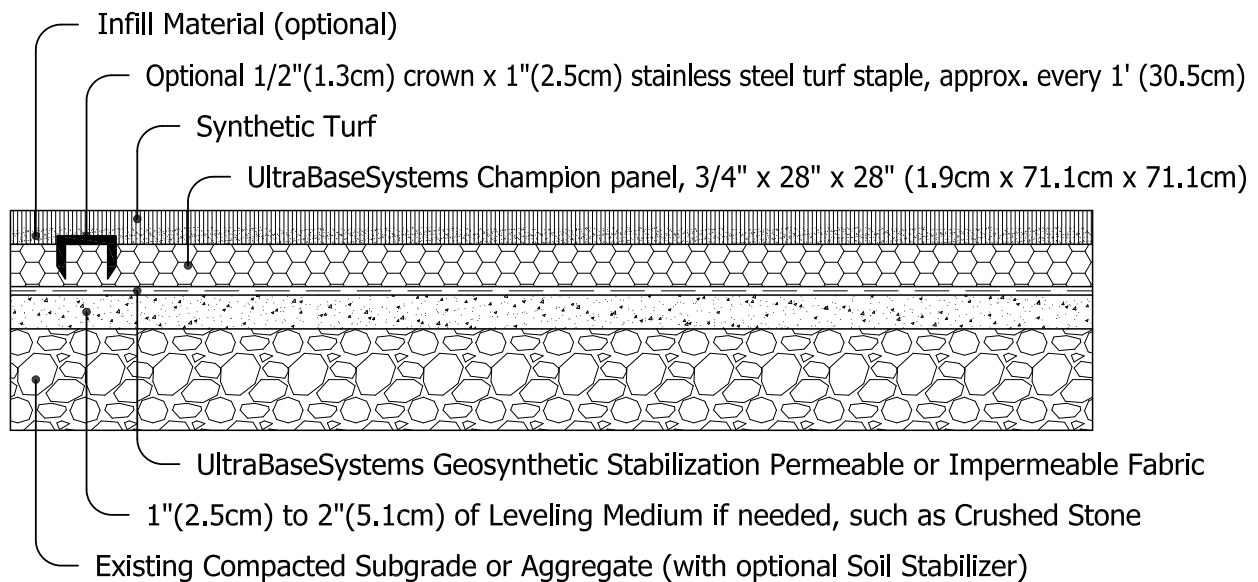 Infill Material (optional)
Optional 1/2"(1.3cm) crown x 1"(2.5cm) stainless steel turf staple, approx. every 1' (30.5cm)
Synthetic Turf
UltraBaseSystems Champion panel, 3/4" x 28" x 28" (1.9cm x 71.1cm x 71.1cm)
UltraBaseSystems Geosynthetic Stabilization Permeable or Impermeable Fabric
1"(2.5cm) to 2"(5.1cm) of Leveling Medium if needed, such as Crushed Stone
Existing Compacted Subgrade or Aggregate (with optional Soil Stabilizer)